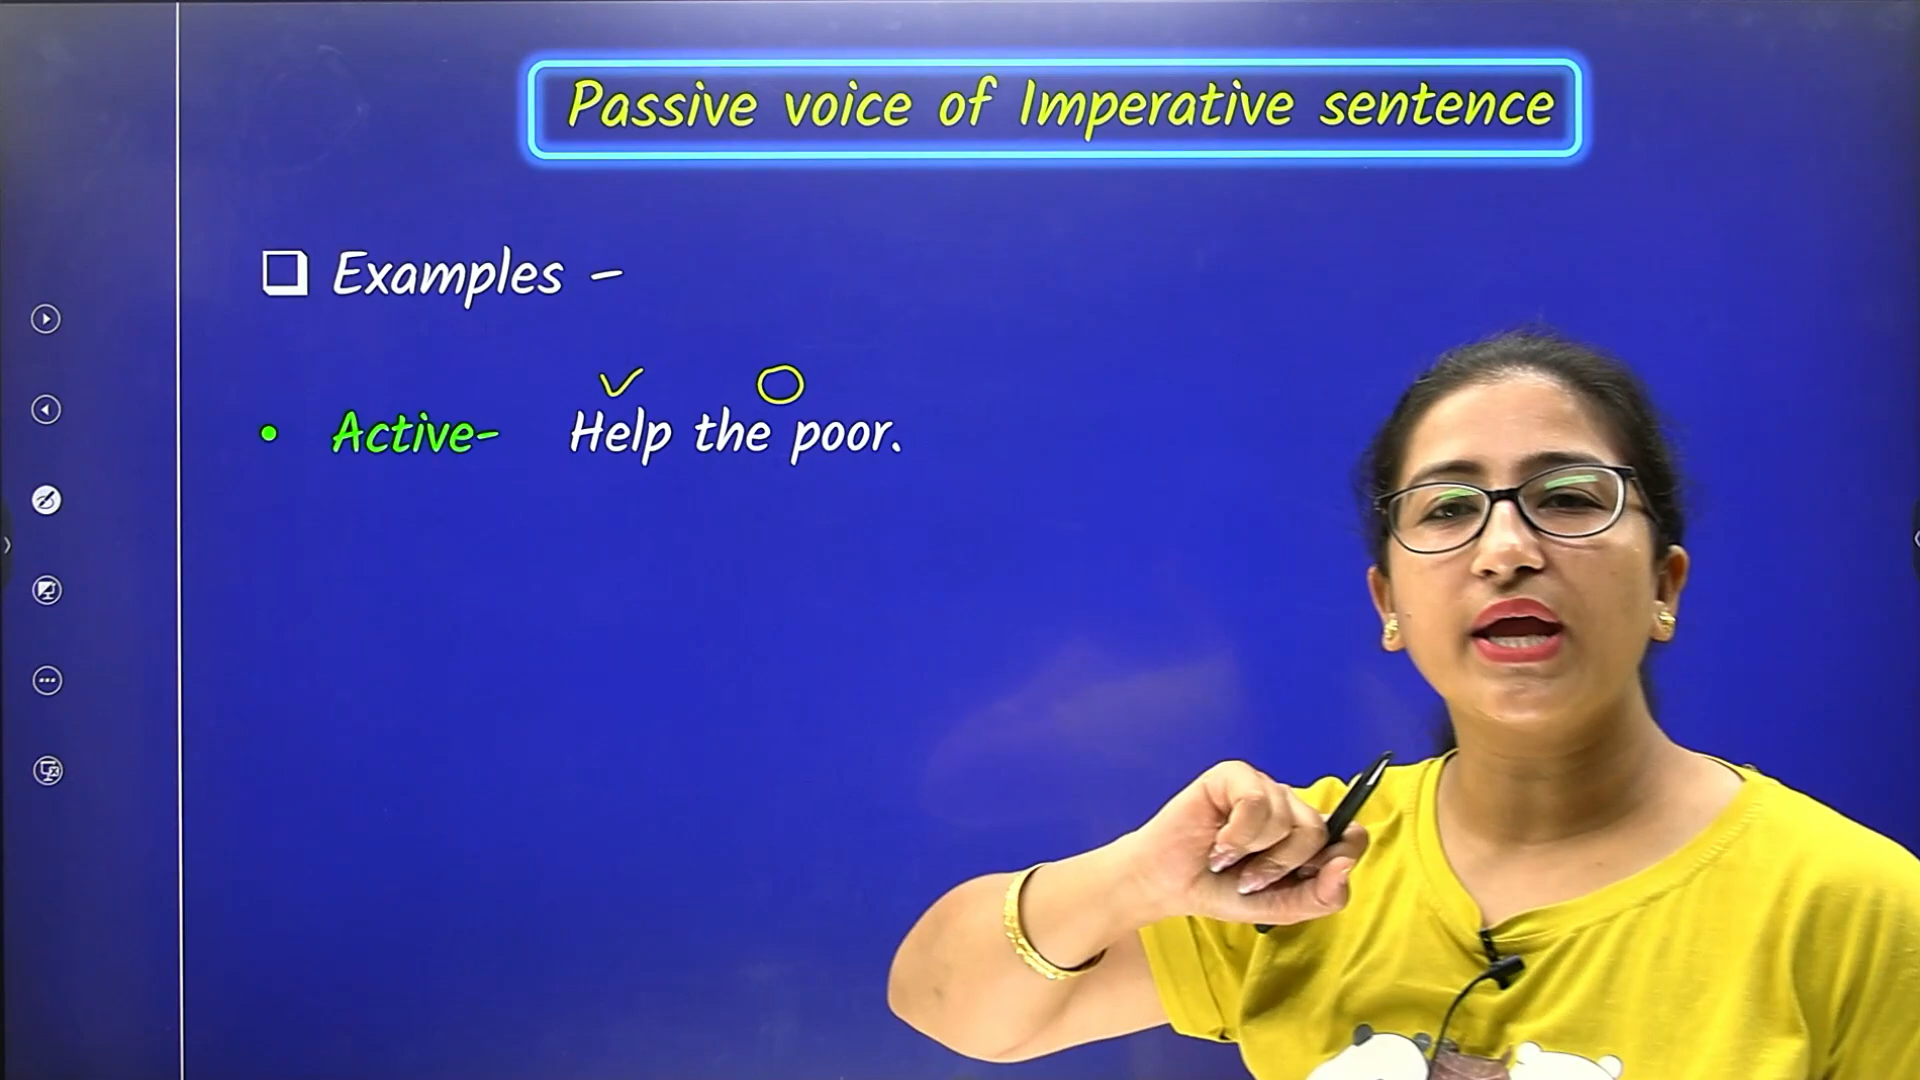 Passive voice of Imperative sentence
❑ Examples –
✓ O
• Active- Help the poor.